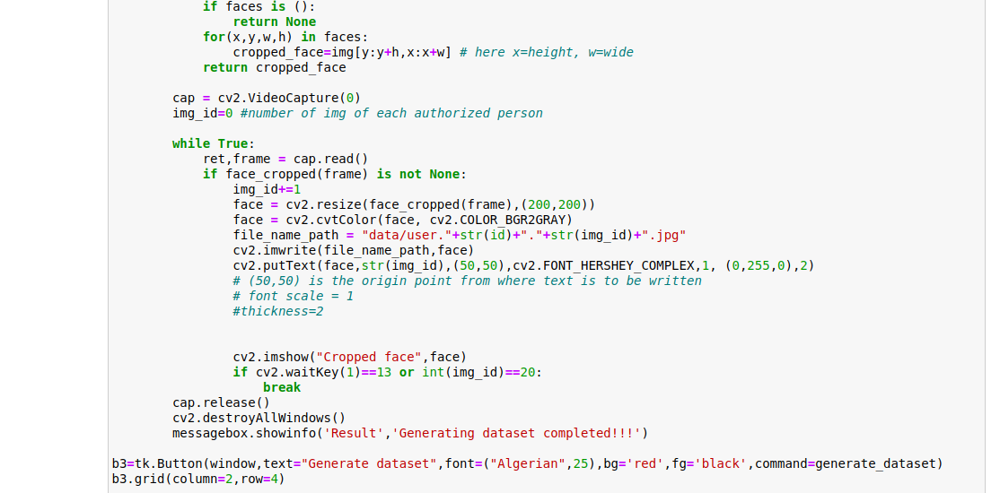 if faces is ():
return None
for(x,y,w,h) in faces:
cropped_face=img[y:y+h,x:x+w] # here x=height, w=wide
return cropped_face
cap = cv2.VideoCapture(0)
img_id=0 #number of img of each authorized person
while True:
ret,frame = cap.read()
if face_cropped(frame) is not None:
img_id+=1
face = cv2.resize(face_cropped(frame),(200,200))
face = cv2.cvtColor(face, cv2.COLOR_BGR2GRAY)
file_name_path = "data/user."+str(id)+"."+str(img_id)+".jpg"
cv2.imwrite(file_name_path,face)
cv2.putText(face,str(img_id),(50,50),cv2.FONT_HERSHEY_COMPLEX,1, (0,255,0),2)
# (50,50) is the origin point from where text is to be written
# font scale = 1
#thickness=2
cv2.imshow("Cropped face",face)
if cv2.waitKey(1)==13 or int(img_id)==20:
break
cap.release()
cv2.destroyAllWindows()
messagebox.showinfo('Result','Generating dataset completed!!!')
b3=tk.Button(window,text="Generate dataset",font=("Algerian",25),bg='red',fg='black',command=generate_dataset)
b3.grid(column=2,row=4)